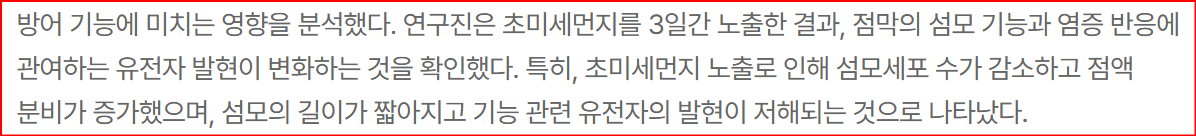 방어 기능에 미치는 영향을 분석했다. 연구진은 초미세먼지를 3일간 노출한 결과, 점막의 섬모 기능과 염증 반응에
관여하는 유전자 발현이 변화하는 것을 확인했다. 특히, 초미세먼지 노출로 인해 섬모세포 수가 감소하고 점액
분비가 증가했으며, 섬모의 길이가 짧아지고 기능 관련 유전자의 발현이 저해되는 것으로 나타났다.